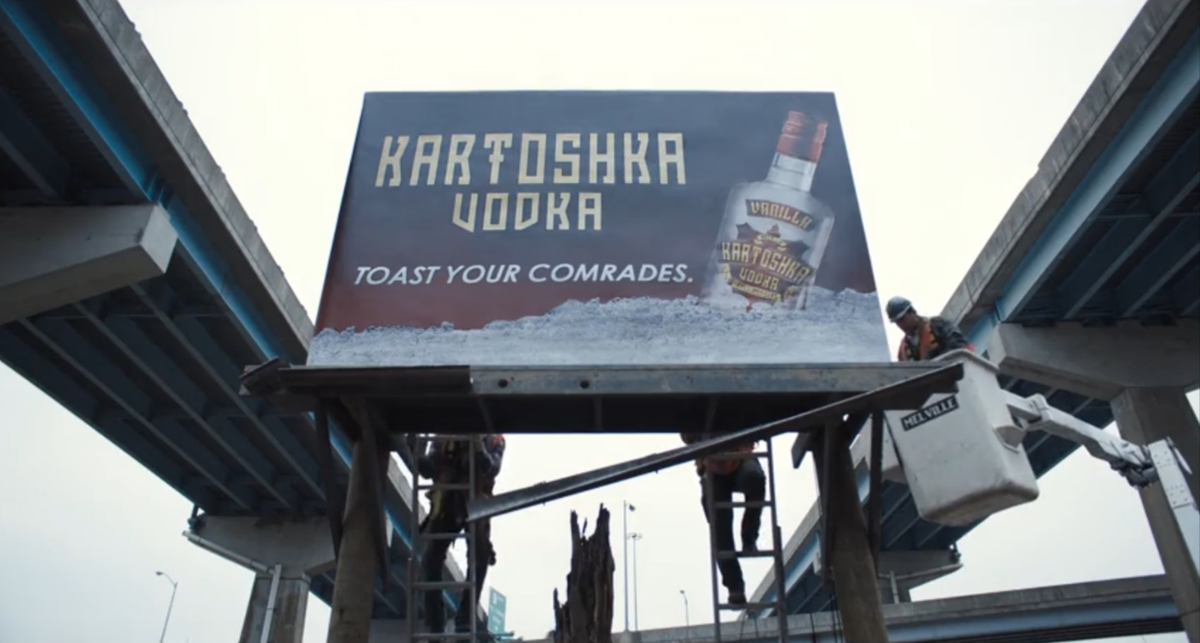 KARTOSHKA
VODKA
TOAST YOUR COMRADES.
VANILLA
KARTOSHKA
VODKA
MELVILLE